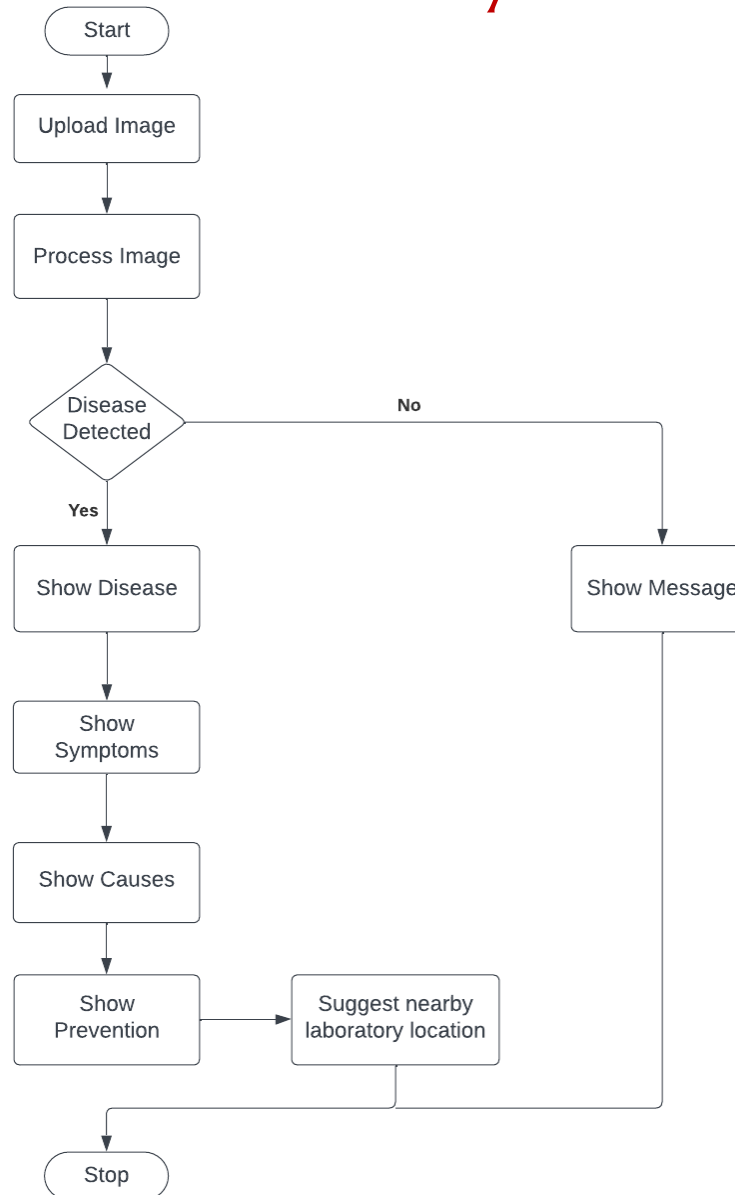 Start
Upload Image
Process Image
Disease
Detected
No
Yes
Show Disease
Show Message
Show
Symptoms
Show Causes
Show
Prevention
Suggest nearby
laboratory location
Stop